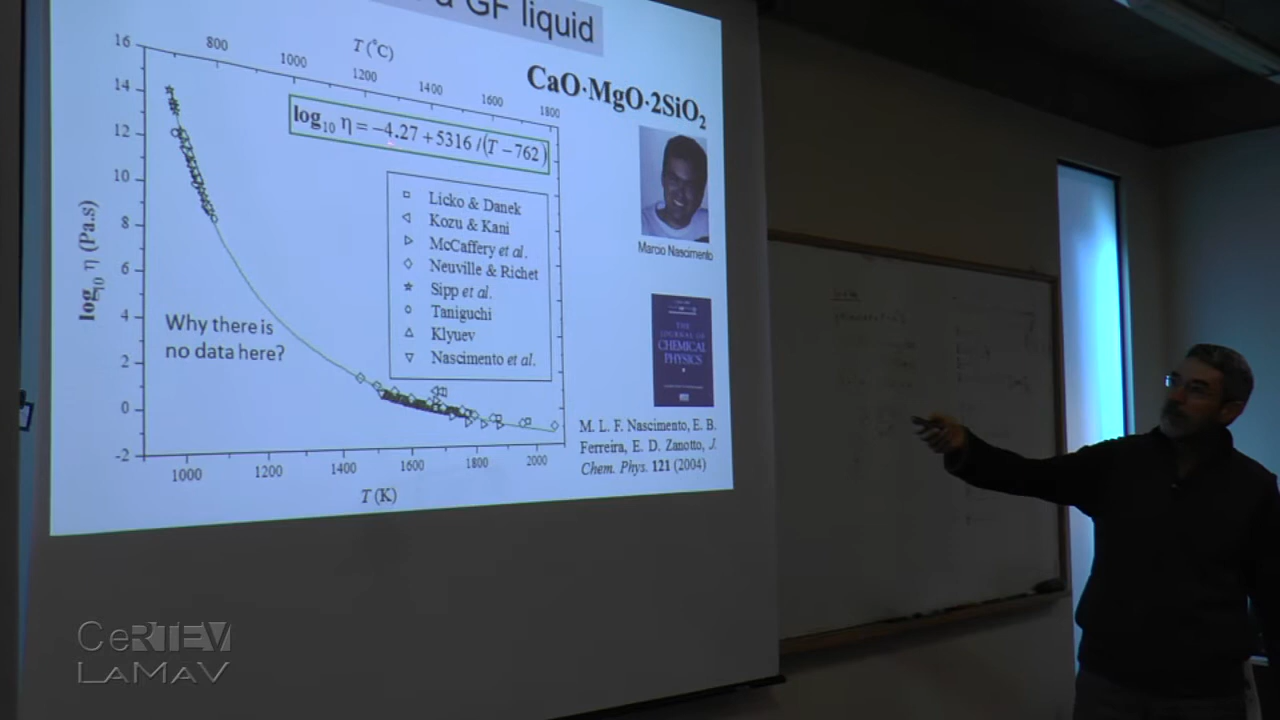 GF liquid
T (°C)
800 1000 1200 1400 1600 1800
CaO·MgO·2SiO₂
log₁₀ η = −4.27 + 5316 / (T − 762)
16
14
12
10
8
6
4
2
0
-2
log₁₀ η (Pa.s)
Licko & Danek
Kozu & Kani
McCaffery et al.
Neuville & Richet
Sipp et al.
Taniguchi
Klyuev
Nascimento et al.
Why there is
no data here?
1000 1200 1400 1600 1800 2000
T (K)
Marcio Nascimento
THE
JOURNAL OF
CHEMICAL
PHYSICS
M. L. F. Nascimento, E. B.
Ferreira, E. D. Zanotto, J.
Chem. Phys. 121 (2004)
CeRTEV
LAMAV